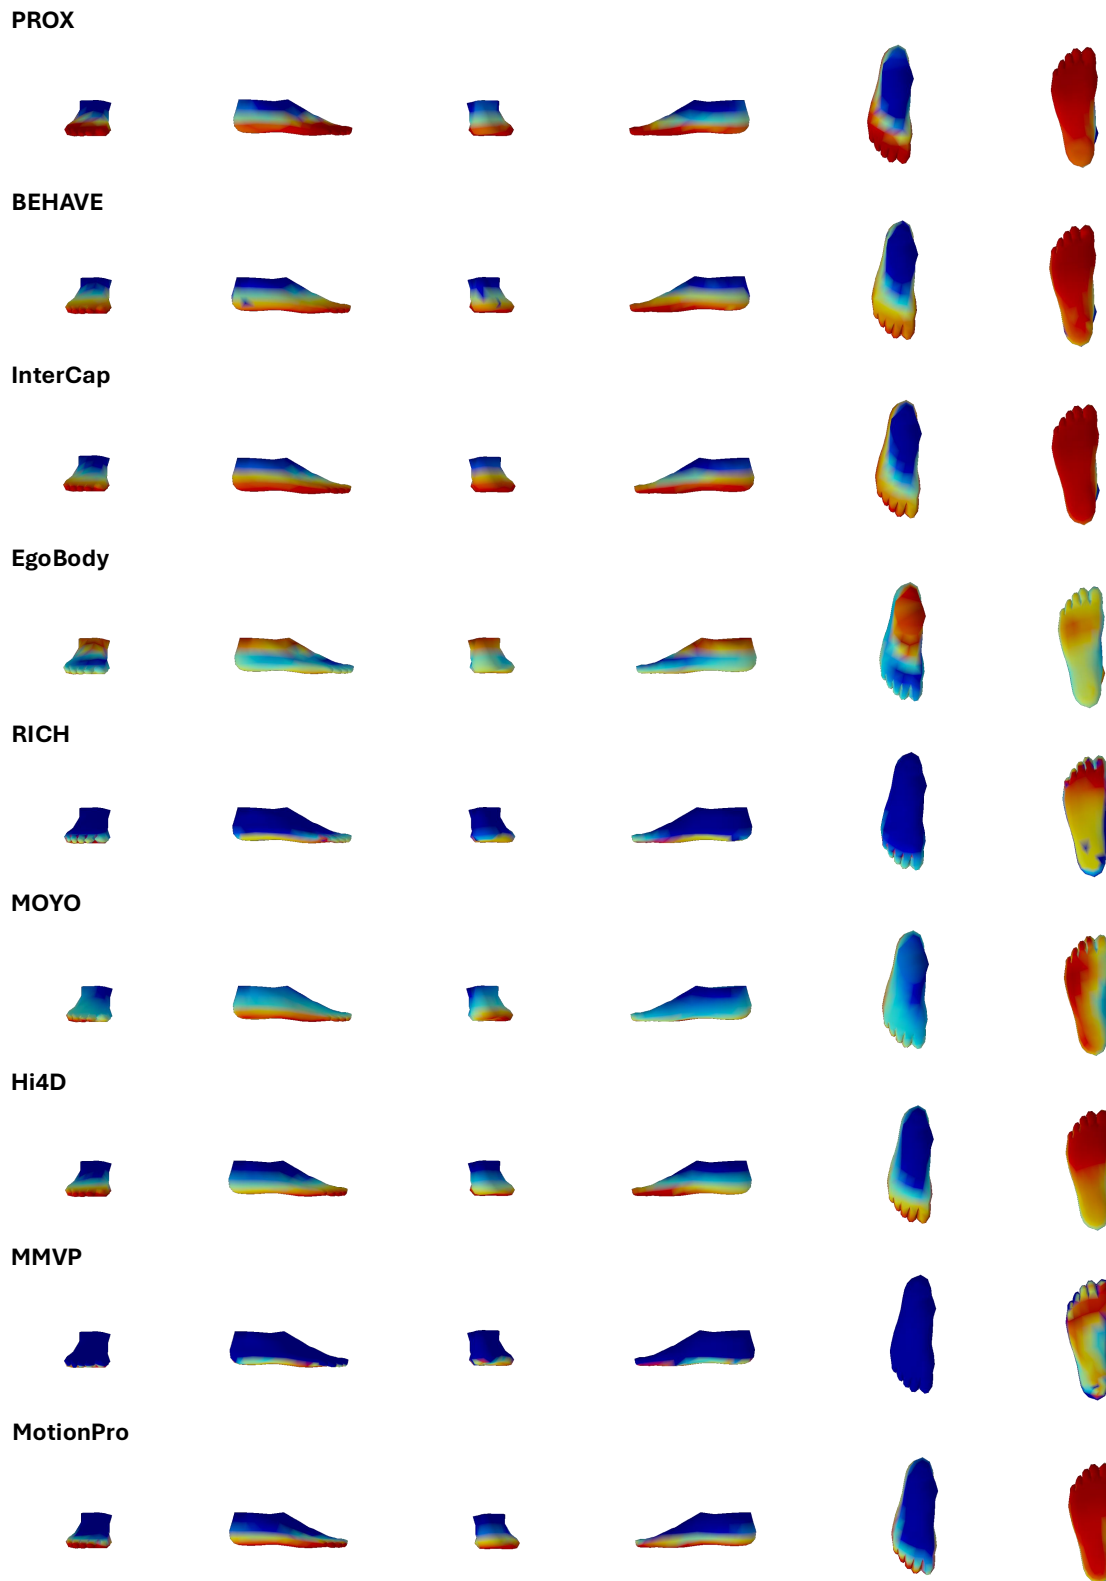 PROX
BEHAVE
InterCap
EgoBody
RICH
MOYO
Hi4D
MMVP
MotionPro